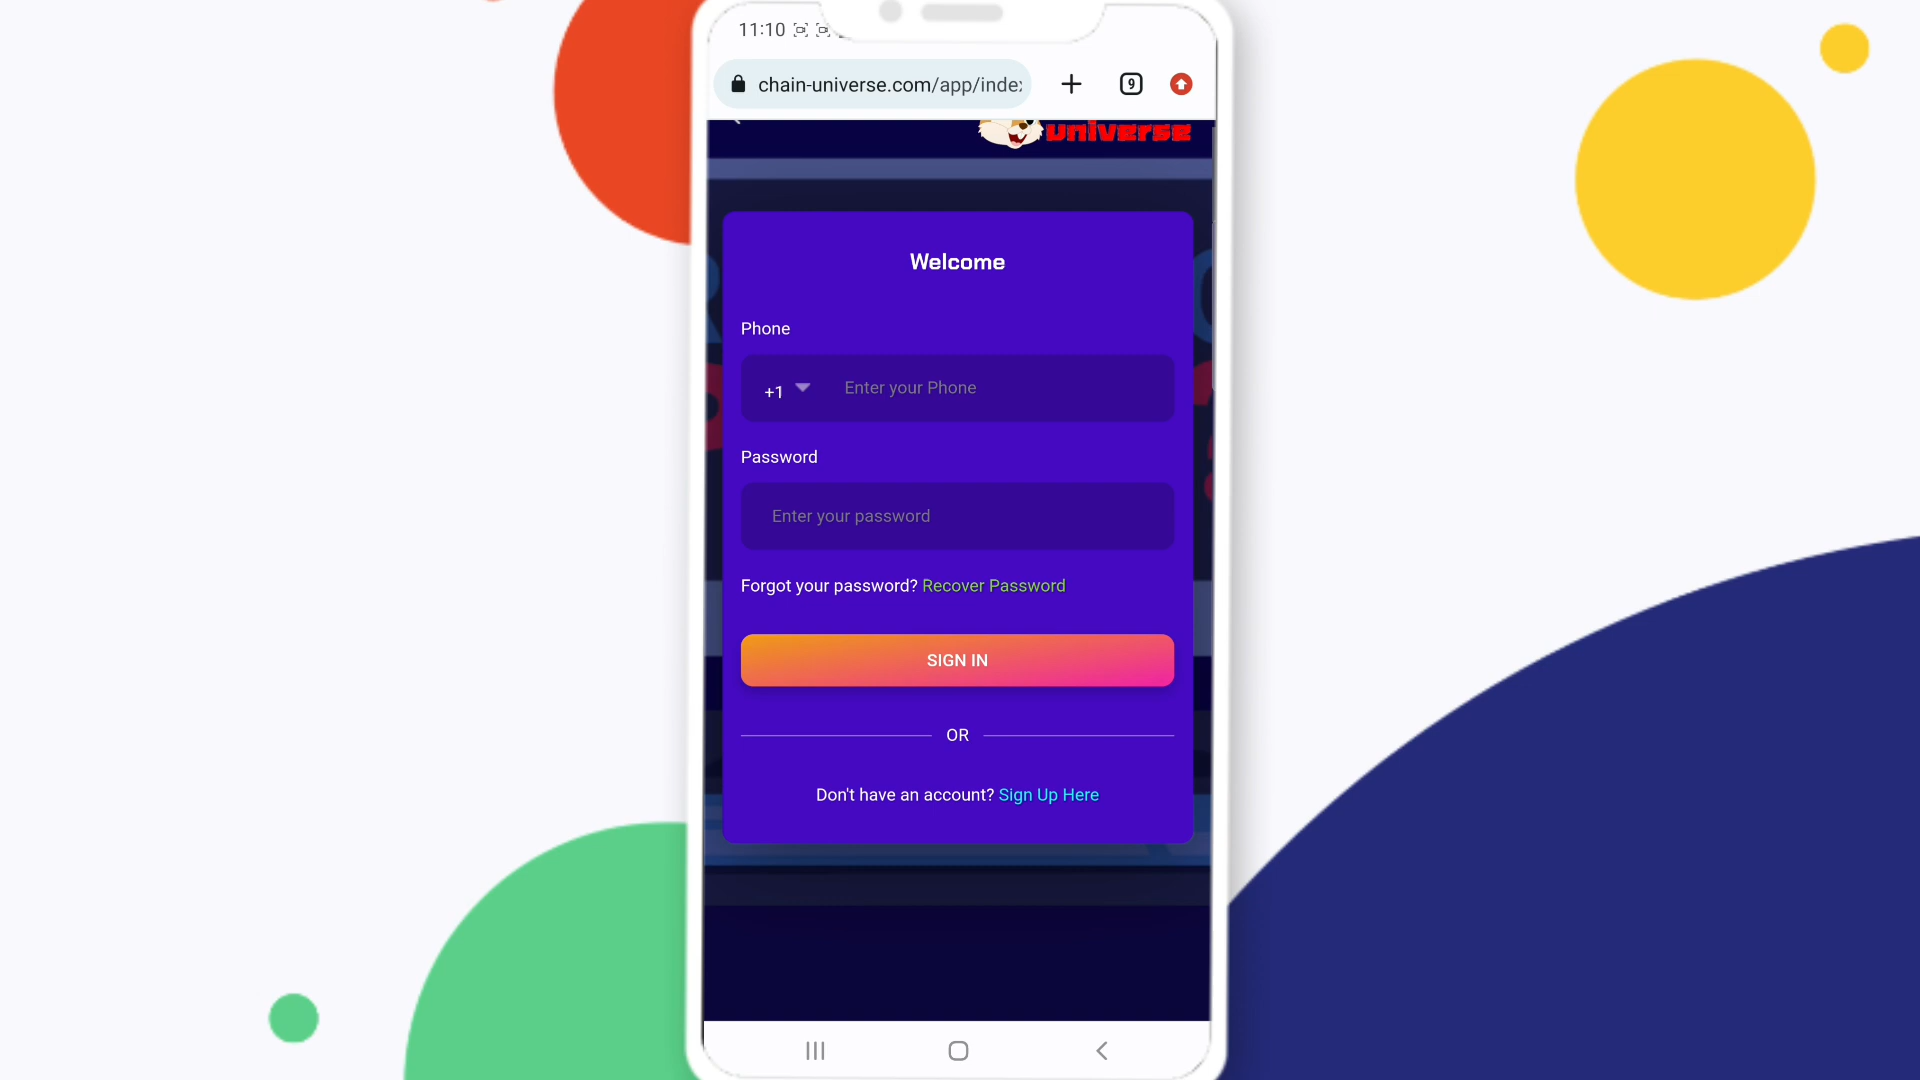 11:10
chain-universe.com/app/index
9
universe
Welcome
Phone
+1 Enter your Phone
Password
Enter your password
Forgot your password? Recover Password
SIGN IN
OR
Don't have an account? Sign Up Here